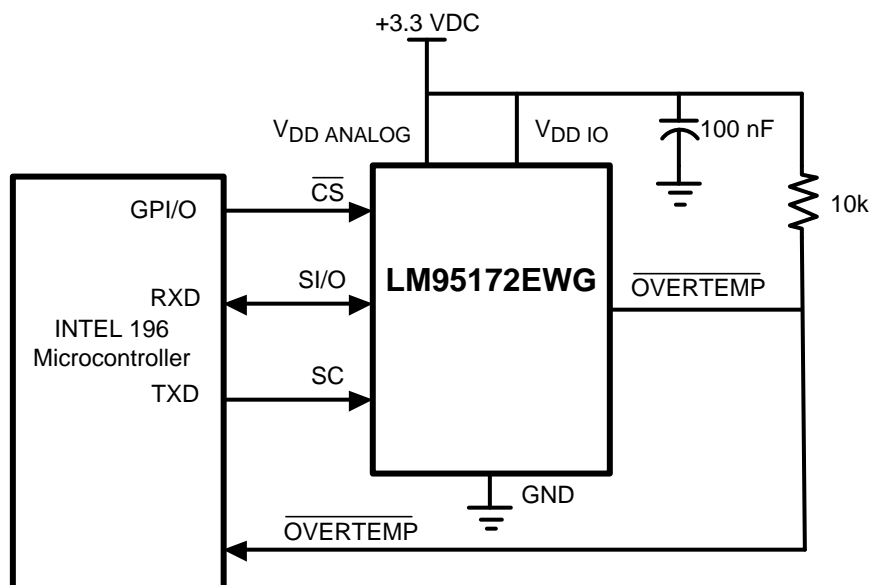 +3.3 VDC
VDD ANALOG
VDD IO
100 nF
10k
GPI/O
CS
RXD
SI/O
LM95172EWG
OVERTEMP
INTEL 196
Microcontroller
TXD
SC
GND
OVERTEMP